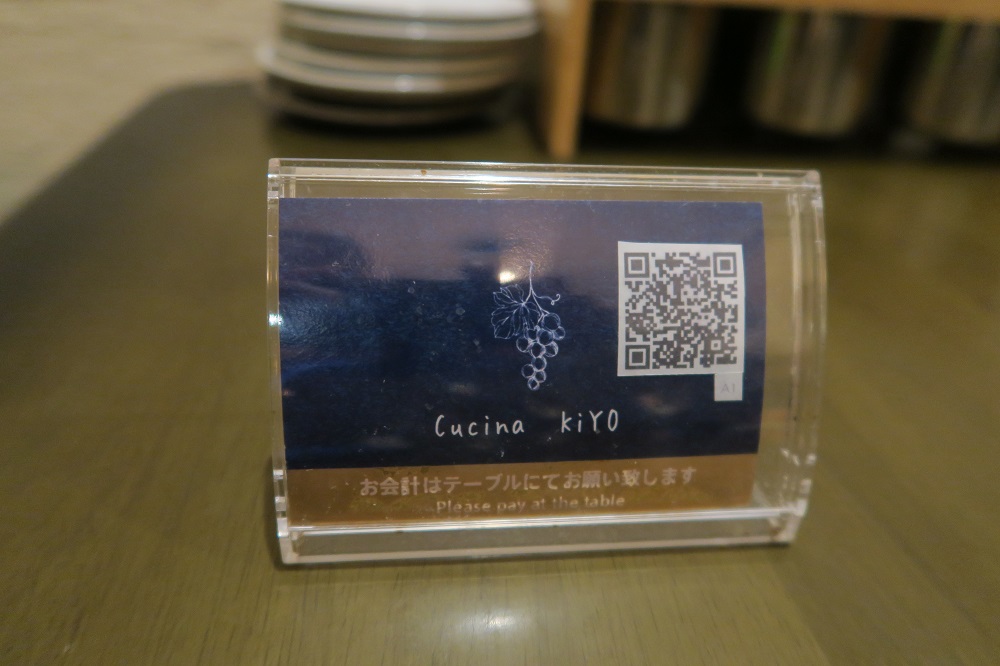 A1
Cucina kiYO
お会計はテーブルにてお願い致します
Please pay at the table